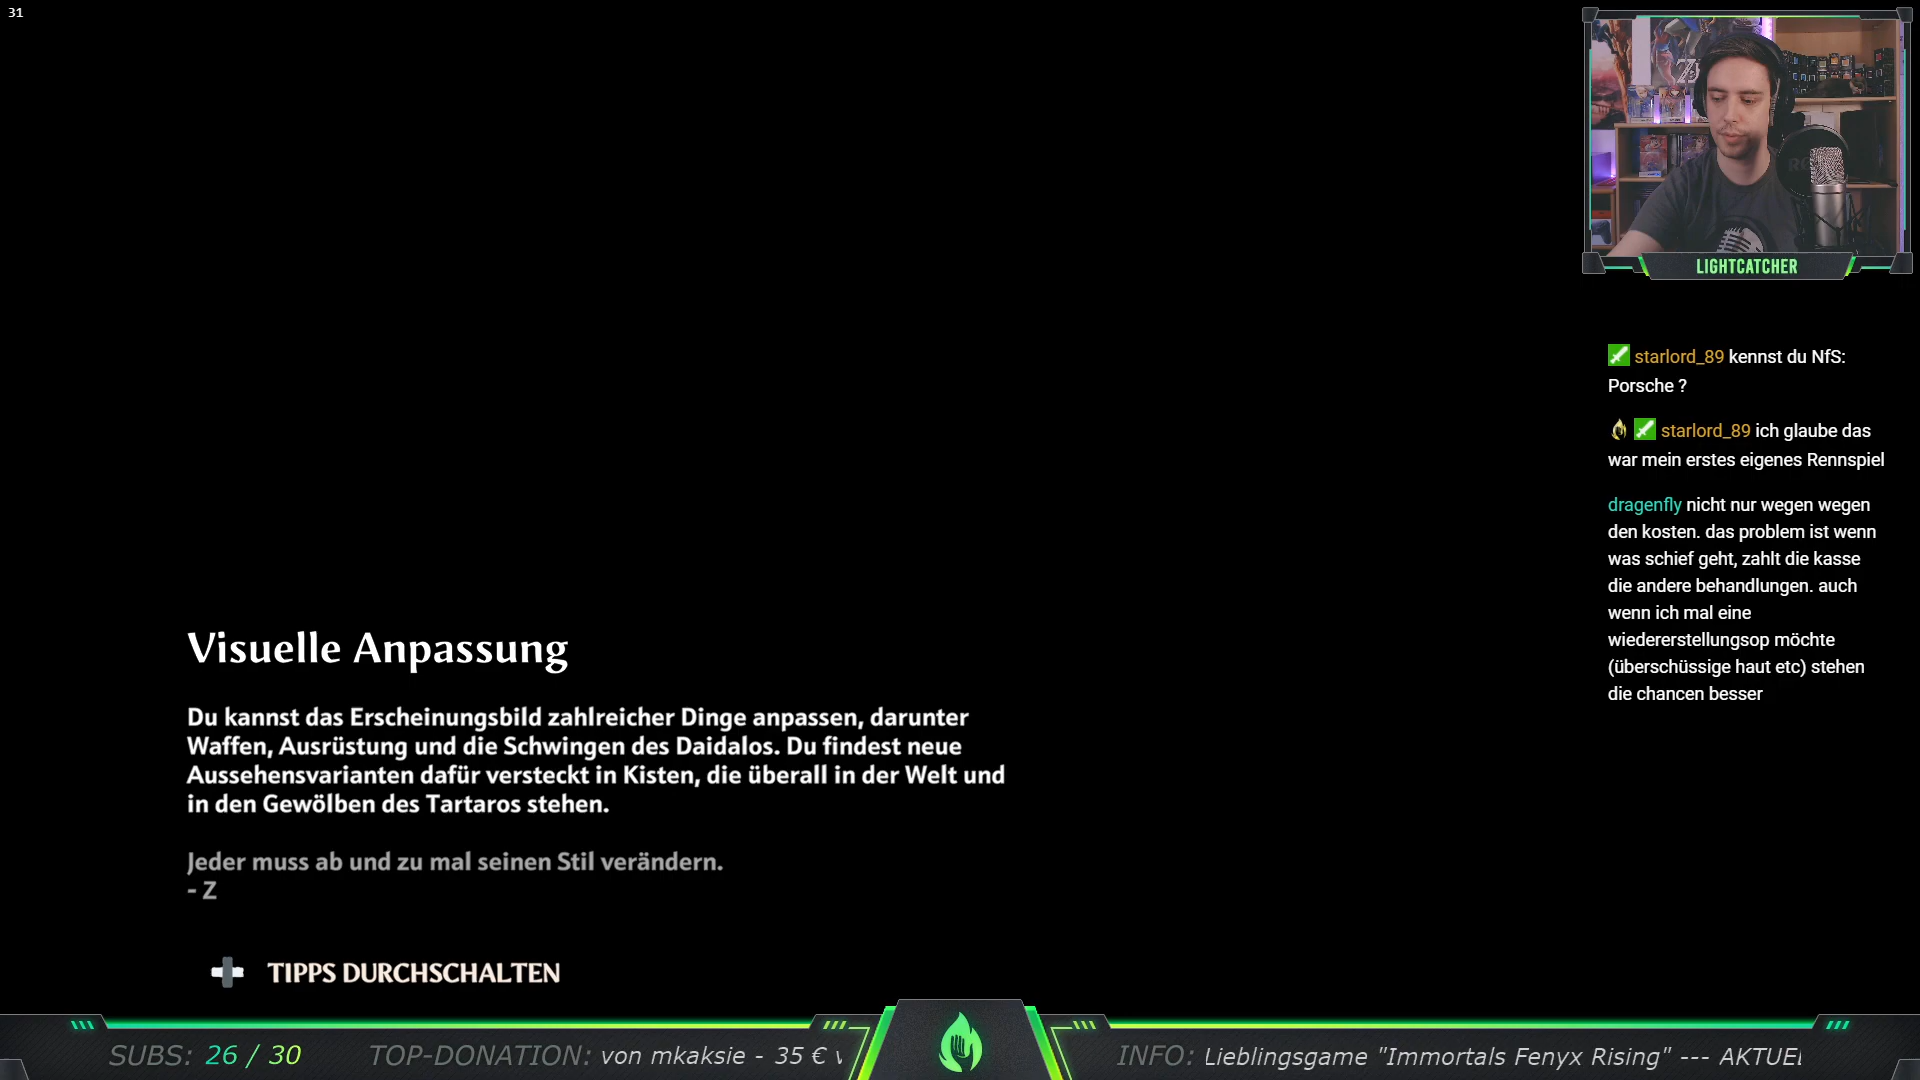 31
LIGHTCATCHER
starlord_89 kennst du NfS:
Porsche ?
starlord_89 ich glaube das
war mein erstes eigenes Rennspiel
dragenfly nicht nur wegen wegen
den kosten. das problem ist wenn
was schief geht, zahlt die kasse
die andere behandlungen. auch
wenn ich mal eine
wiedererstellungsop möchte
(überschüssige haut etc) stehen
die chancen besser
Visuelle Anpassung
Du kannst das Erscheinungsbild zahlreicher Dinge anpassen, darunter
Waffen, Ausrüstung und die Schwingen des Daidalos. Du findest neue
Aussehensvarianten dafür versteckt in Kisten, die überall in der Welt und
in den Gewölben des Tartaros stehen.
Jeder muss ab und zu mal seinen Stil verändern.
- Z
TIPPS DURCHSCHALTEN
SUBS: 26 / 30
TOP-DONATION: von mkaksie - 35 €
INFO: Lieblingsgame "Immortals Fenyx Rising" --- AKTUEL